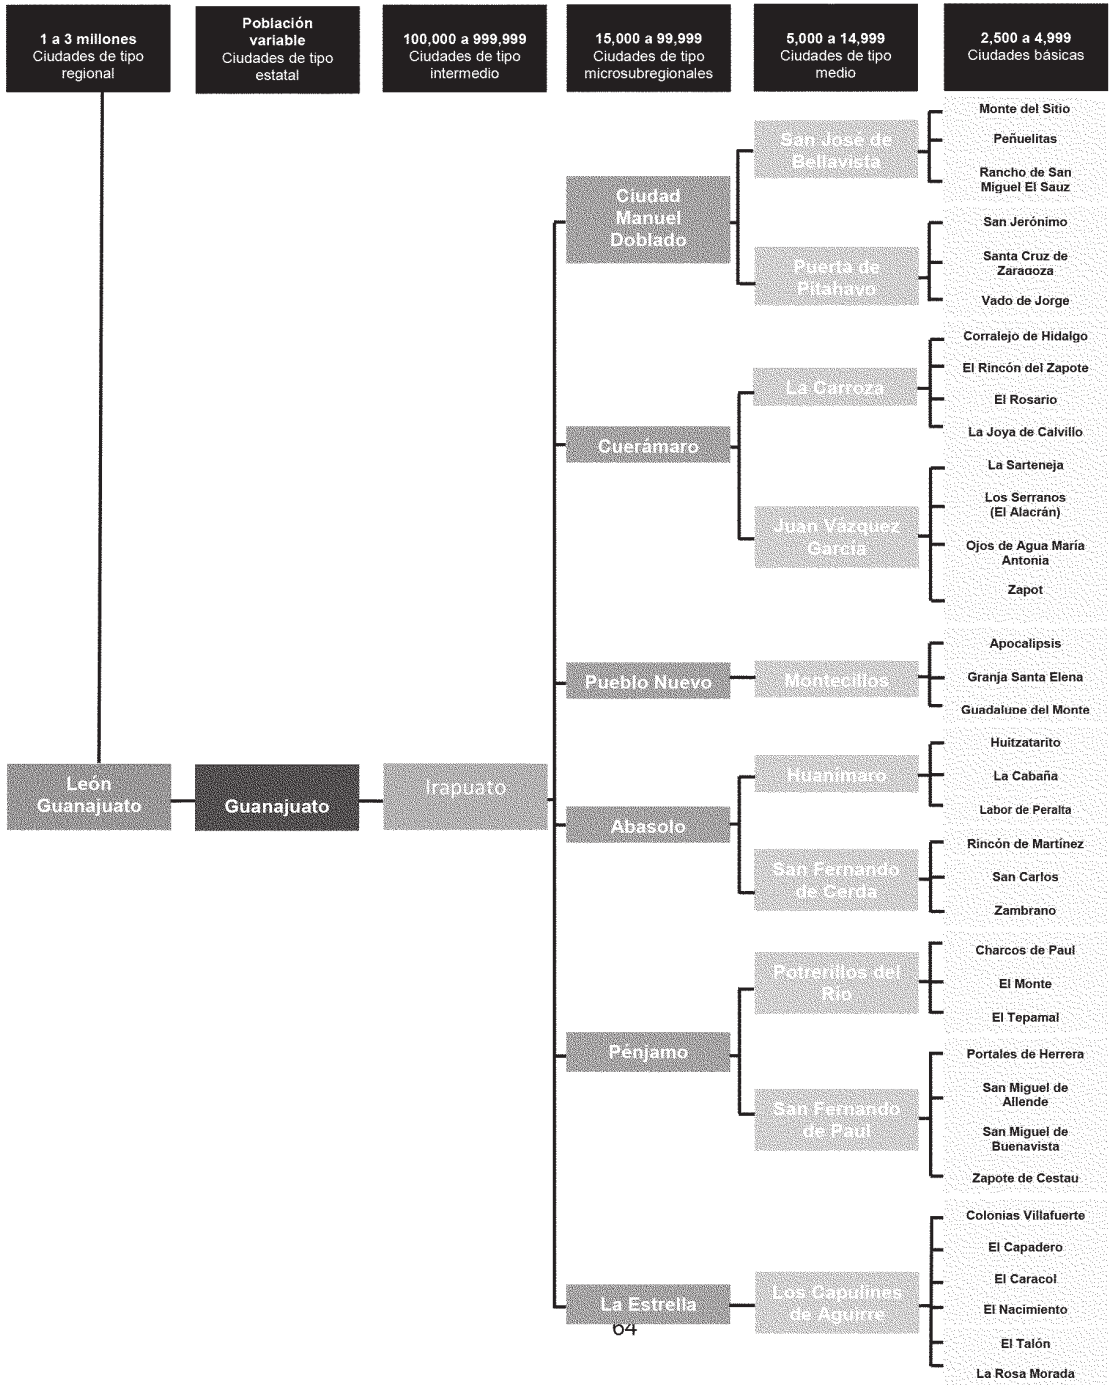 1 a 3 millones
Ciudades de tipo
regional
Población
variable
Ciudades de tipo
estatal
100,000 a 999,999
Ciudades de tipo
intermedio
15,000 a 99,999
Ciudades de tipo
microsubregionales
5,000 a 14,999
Ciudades de tipo
medio
2,500 a 4,999
Ciudades básicas
León
Guanajuato
Guanajuato
Irapuato
Ciudad
Manuel
Doblado
San José de
Bellavista
Monte del Sitio
Peñuelitas
Rancho de San
Miguel El Sauz
Puerta de
Pitahayo
San Jerónimo
Santa Cruz de
Zaragoza
Vado de Jorge
Cuerámaro
La Carroza
Corralejo de Hidalgo
El Rincón del Zapote
El Rosario
La Joya de Calvillo
Juan Vázquez
García
La Sarteneja
Los Serranos
(El Alacrán)
Ojos de Agua María
Antonia
Zapot
Pueblo Nuevo
Montecillos
Apocalipsis
Granja Santa Elena
Guadalupe del Monte
Abasolo
Huanímaro
Huitzatarito
La Cabaña
Labor de Peralta
San Fernando
de Cerda
Rincón de Martínez
San Carlos
Zambrano
Pénjamo
Potrerillos del
Río
Charcos de Paul
El Monte
El Tepamal
San Fernando
de Paul
Portales de Herrera
San Miguel de
Allende
San Miguel de
Buenavista
Zapote de Cestau
La Estrella
Los Capulines
de Aguirre
Colonias Villafuerte
El Capadero
El Caracol
El Nacimiento
El Talón
La Rosa Morada
64